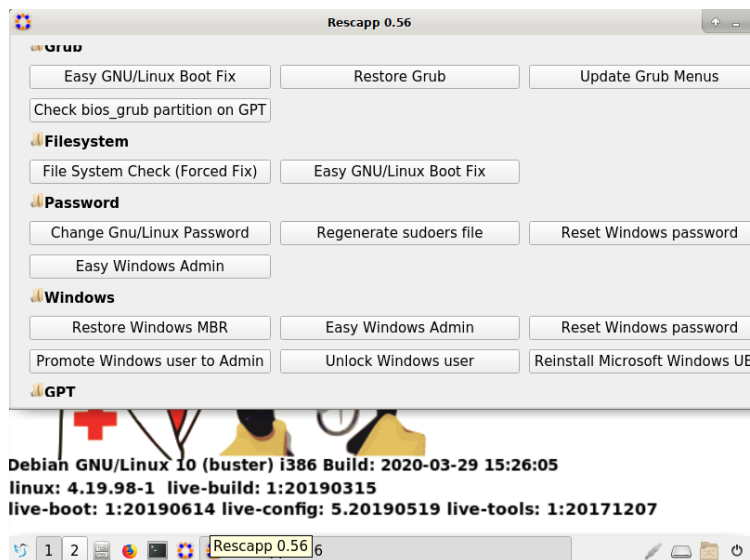 Rescapp 0.56
Grub
Easy GNU/Linux Boot Fix Restore Grub Update Grub Menus
Check bios_grub partition on GPT
Filesystem
File System Check (Forced Fix) Easy GNU/Linux Boot Fix
Password
Change Gnu/Linux Password Regenerate sudoers file Reset Windows password
Easy Windows Admin
Windows
Restore Windows MBR Easy Windows Admin Reset Windows password
Promote Windows user to Admin Unlock Windows user Reinstall Microsoft Windows UE
GPT
Debian GNU/Linux 10 (buster) i386 Build: 2020-03-29 15:26:05
linux: 4.19.98-1 live-build: 1:20190315
live-boot: 1:20190614 live-config: 5.20190519 live-tools: 1:20171207
1 2 Rescapp 0.56 6